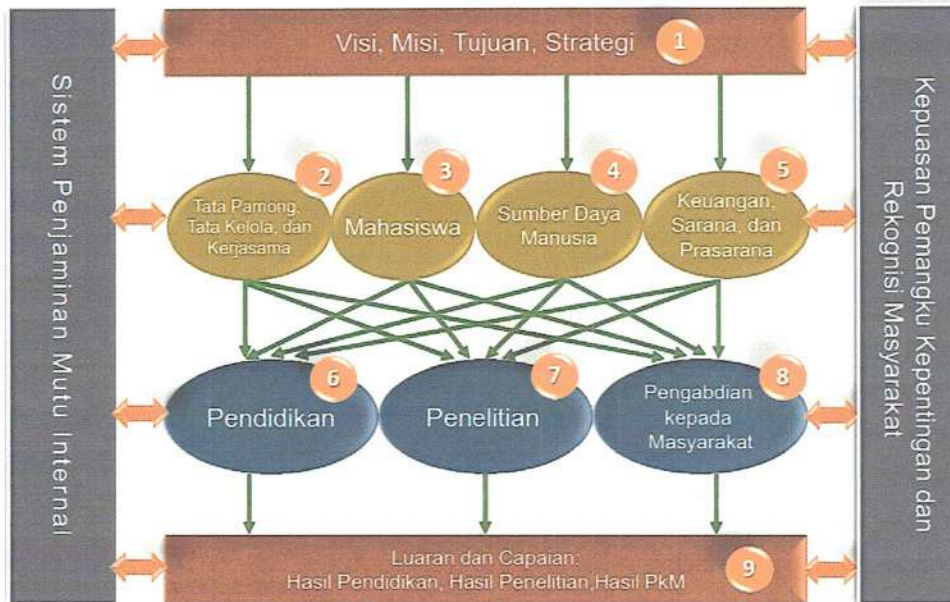 Visi, Misi, Tujuan, Strategi
1
Sistem Penjaminan Mutu Internal
Kepuasan Pemangku Kepentingan dan
Rekognisi Masyarakat
2
Tata Pamong,
Tata Kelola, dan
Kerjasama
3
Mahasiswa
4
Sumber Daya
Manusia
5
Keuangan,
Sarana, dan
Prasarana
6
Pendidikan
7
Penelitian
8
Pengabdian
kepada
Masyarakat
Luaran dan Capaian:
Hasil Pendidikan, Hasil Penelitian,Hasil PkM
9